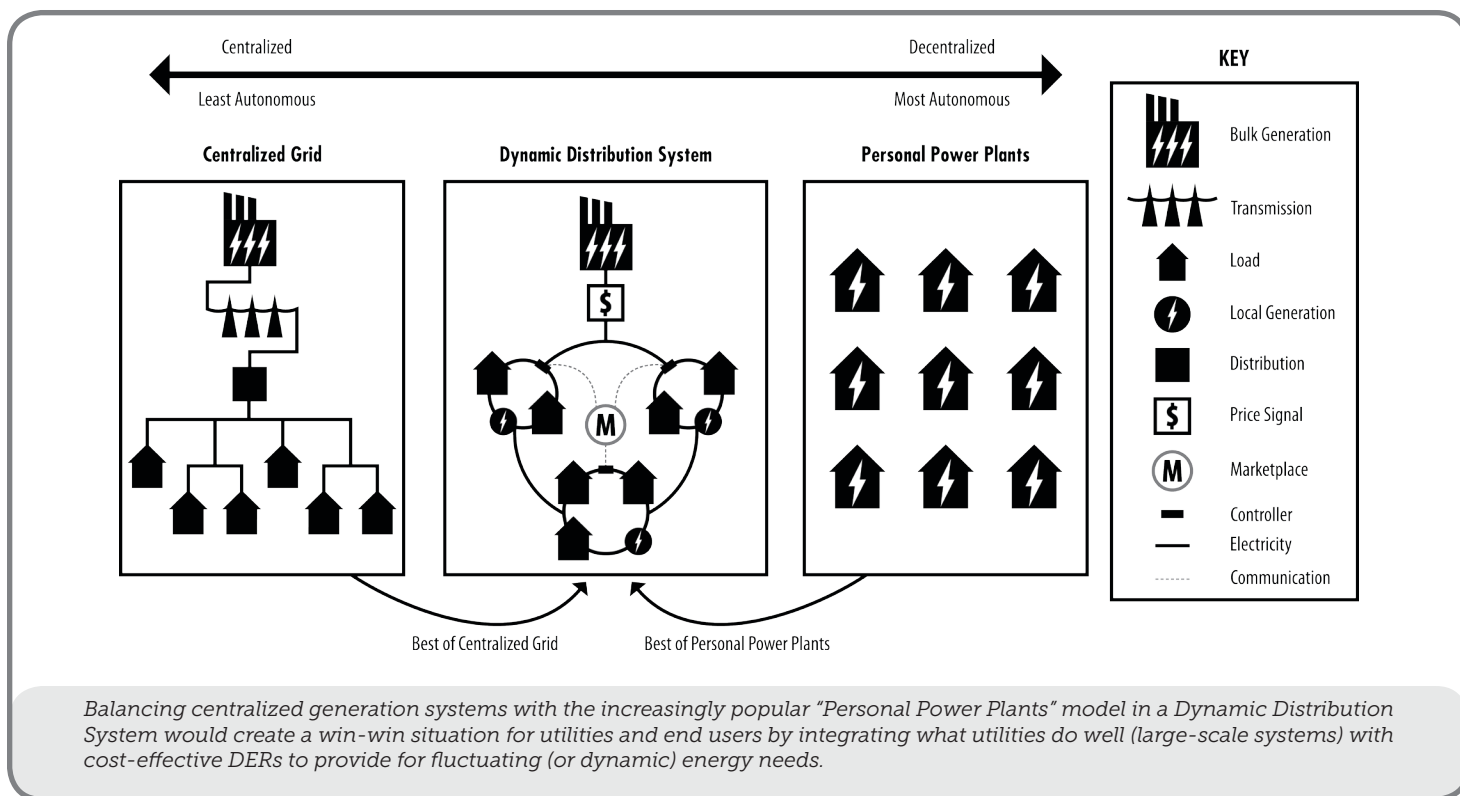 Centralized
Decentralized
Least Autonomous
Most Autonomous
Centralized Grid
Dynamic Distribution System
Personal Power Plants
$
M
Best of Centralized Grid
Best of Personal Power Plants
KEY
Bulk Generation
Transmission
Load
Local Generation
Distribution
$
Price Signal
M
Marketplace
Controller
Electricity
Communication
Balancing centralized generation systems with the increasingly popular “Personal Power Plants” model in a Dynamic Distribution
System would create a win-win situation for utilities and end users by integrating what utilities do well (large-scale systems) with
cost-effective DERs to provide for fluctuating (or dynamic) energy needs.